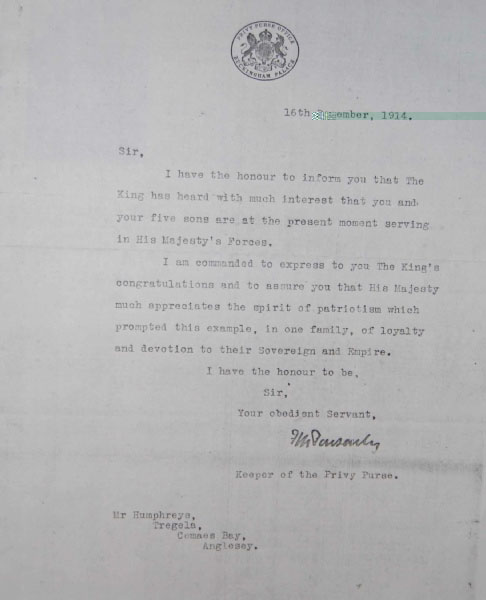 PRIVY PURSE OFFICE
BUCKINGHAM PALACE
16th ember, 1914.
Sir,
I have the honour to inform you that The
King has heard with much interest that you and
your five sons are at the present moment serving
in His Majesty's Forces.
I am commanded to express to you The King's
congratulations and to assure you that His Majesty
much appreciates the spirit of patriotism which
prompted this example, in one family, of loyalty
and devotion to their Sovereign and Empire.
I have the honour to be,
Sir,
Your obedient Servant,
Keeper of the Privy Purse.
Mr Humphreys,
Tregela,
Cemaes Bay,
Anglesey.